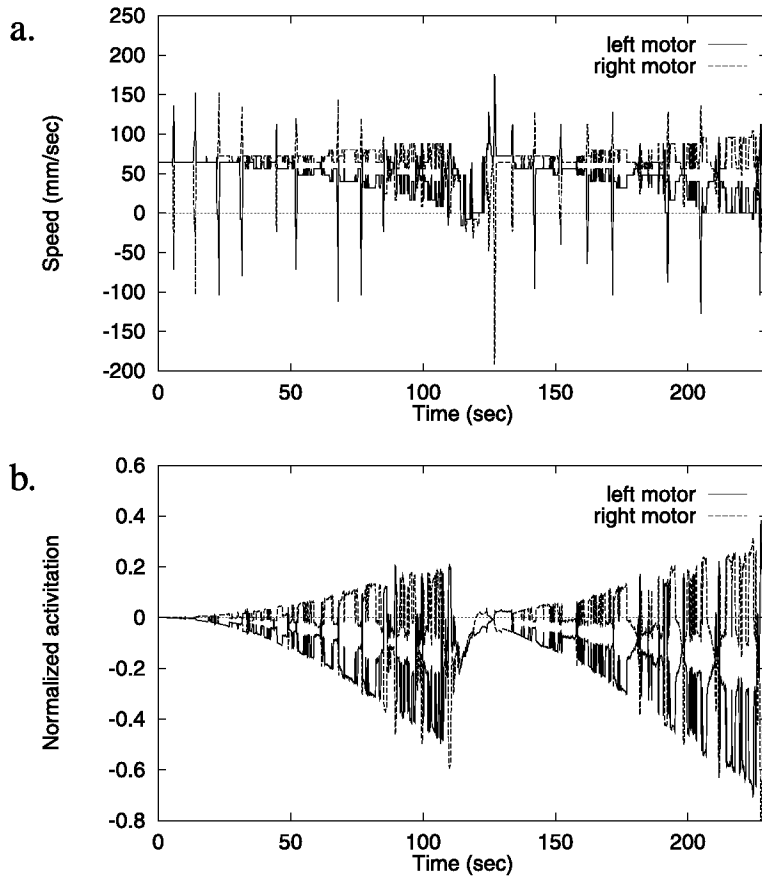 a.
250
200
150
100
50
0
-50
-100
-150
-200
Speed (mm/sec)
left motor
right motor
0 50 100 150 200
Time (sec)
b.
0.6
0.4
0.2
0
-0.2
-0.4
-0.6
-0.8
Normalized activitation
left motor
right motor
0 50 100 150 200
Time (sec)